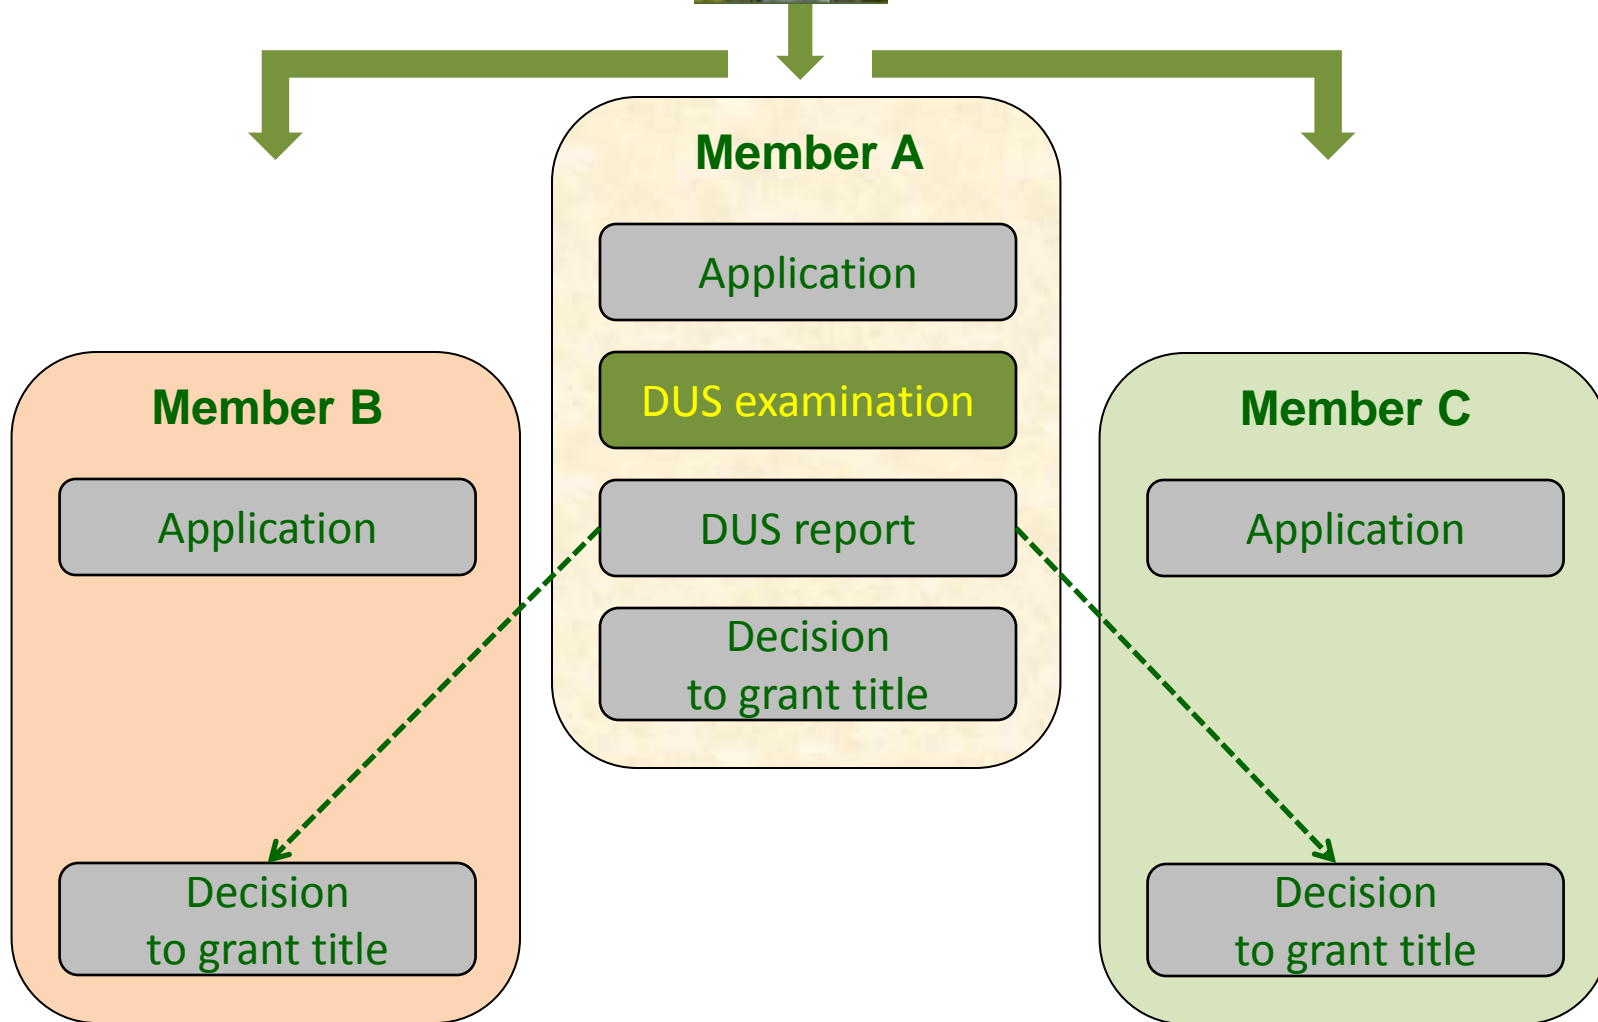 Member A
Application
DUS examination
DUS report
Decision
to grant title
Member B
Application
Decision
to grant title
Member C
Application
Decision
to grant title